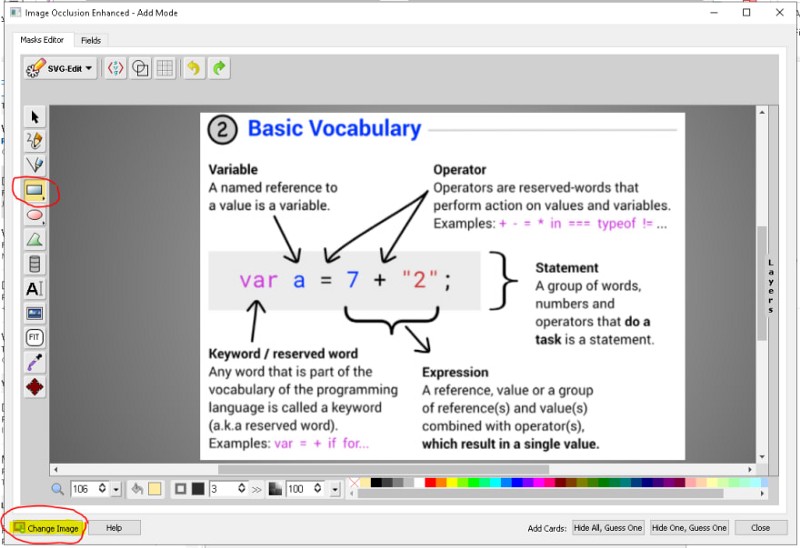 Image Occlusion Enhanced - Add Mode
Masks Editor
Fields
SVG-Edit
2 Basic Vocabulary
Variable
A named reference to
a value is a variable.
Operator
Operators are reserved-words that
perform action on values and variables.
Examples: + - = * in === typeof != ...
var a = 7 + "2" ;
Statement
A group of words,
numbers and
operators that do a
task is a statement.
Keyword / reserved word
Any word that is part of the
vocabulary of the programming
language is called a keyword
(a.k.a reserved word).
Examples: var = + if for...
Expression
A reference, value or a group
of reference(s) and value(s)
combined with operator(s),
which result in a single value.
Layers
A
FIT
106
3
>>
100
Change Image
Help
Add Cards:
Hide All, Guess One
Hide One, Guess One
Close